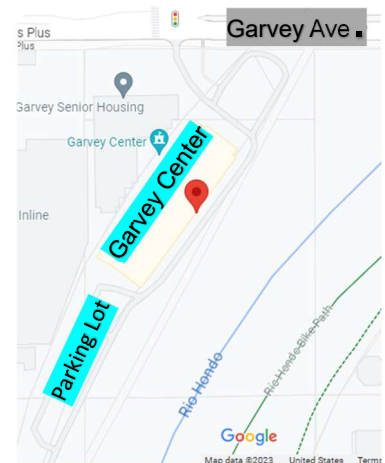 Garvey Ave.
s Plus
Plus
Garvey Senior Housing
Garvey Center
Garvey Center
Inline
Parking Lot
Rio Hondo
Rio Hondo Bike Path
Google
Map data ©2023 United States Terms